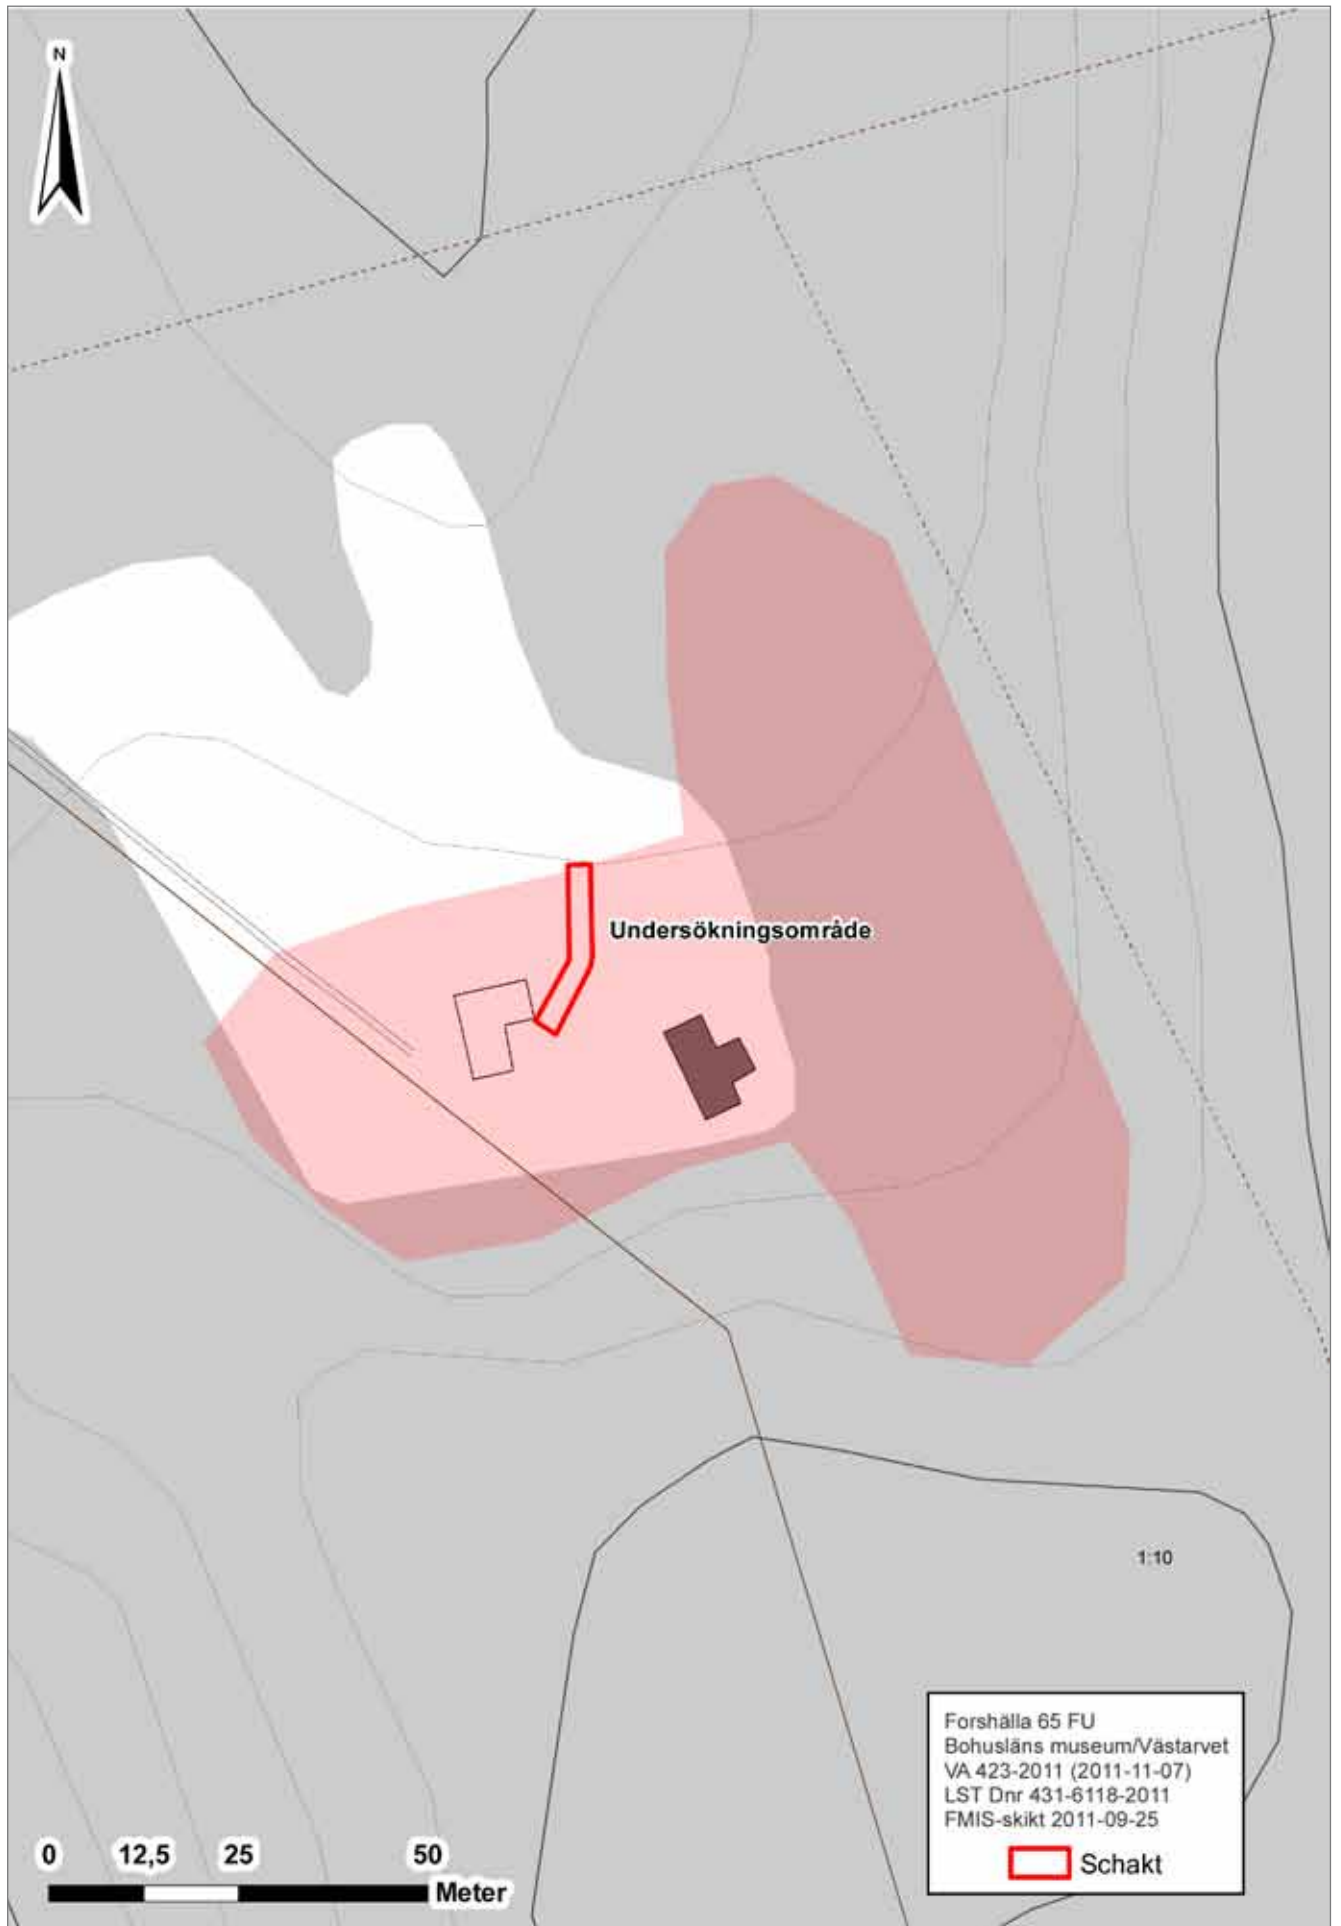 N
Undersökningsområde
1:10
Forshälla 65 FU
Bohusläns museum/Västarvet
VA 423-2011 (2011-11-07)
LST Dnr 431-6118-2011
FMIS-skikt 2011-09-25
Schakt
0 12,5 25 50
Meter